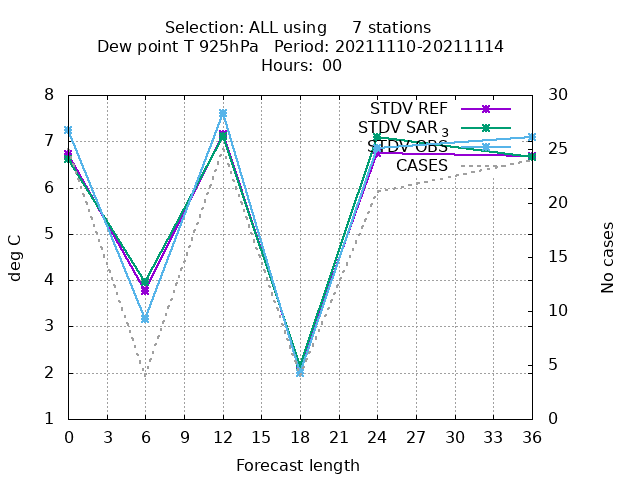 Selection: ALL using 7 stations
Dew point T 925hPa Period: 20211110-20211114
Hours: 00
8 30
STDV REF
STDV SAR3
STDV OBS
CASES
7 25
6 20
5
deg C
No cases
4 15
3 10
2 5
1 0
0 3 6 9 12 15 18 21 24 27 30 33 36
Forecast length